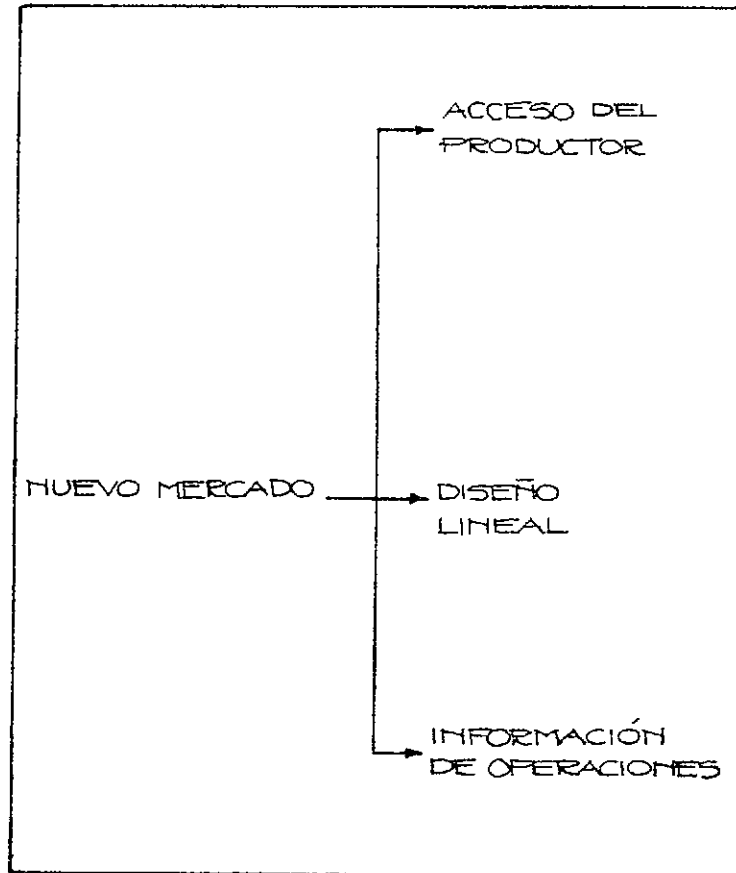 ACCESO DEL
PRODUCTOR
NUEVO MERCADO
DISEÑO
LINEAL
INFORMACIÓN
DE OPERACIONES